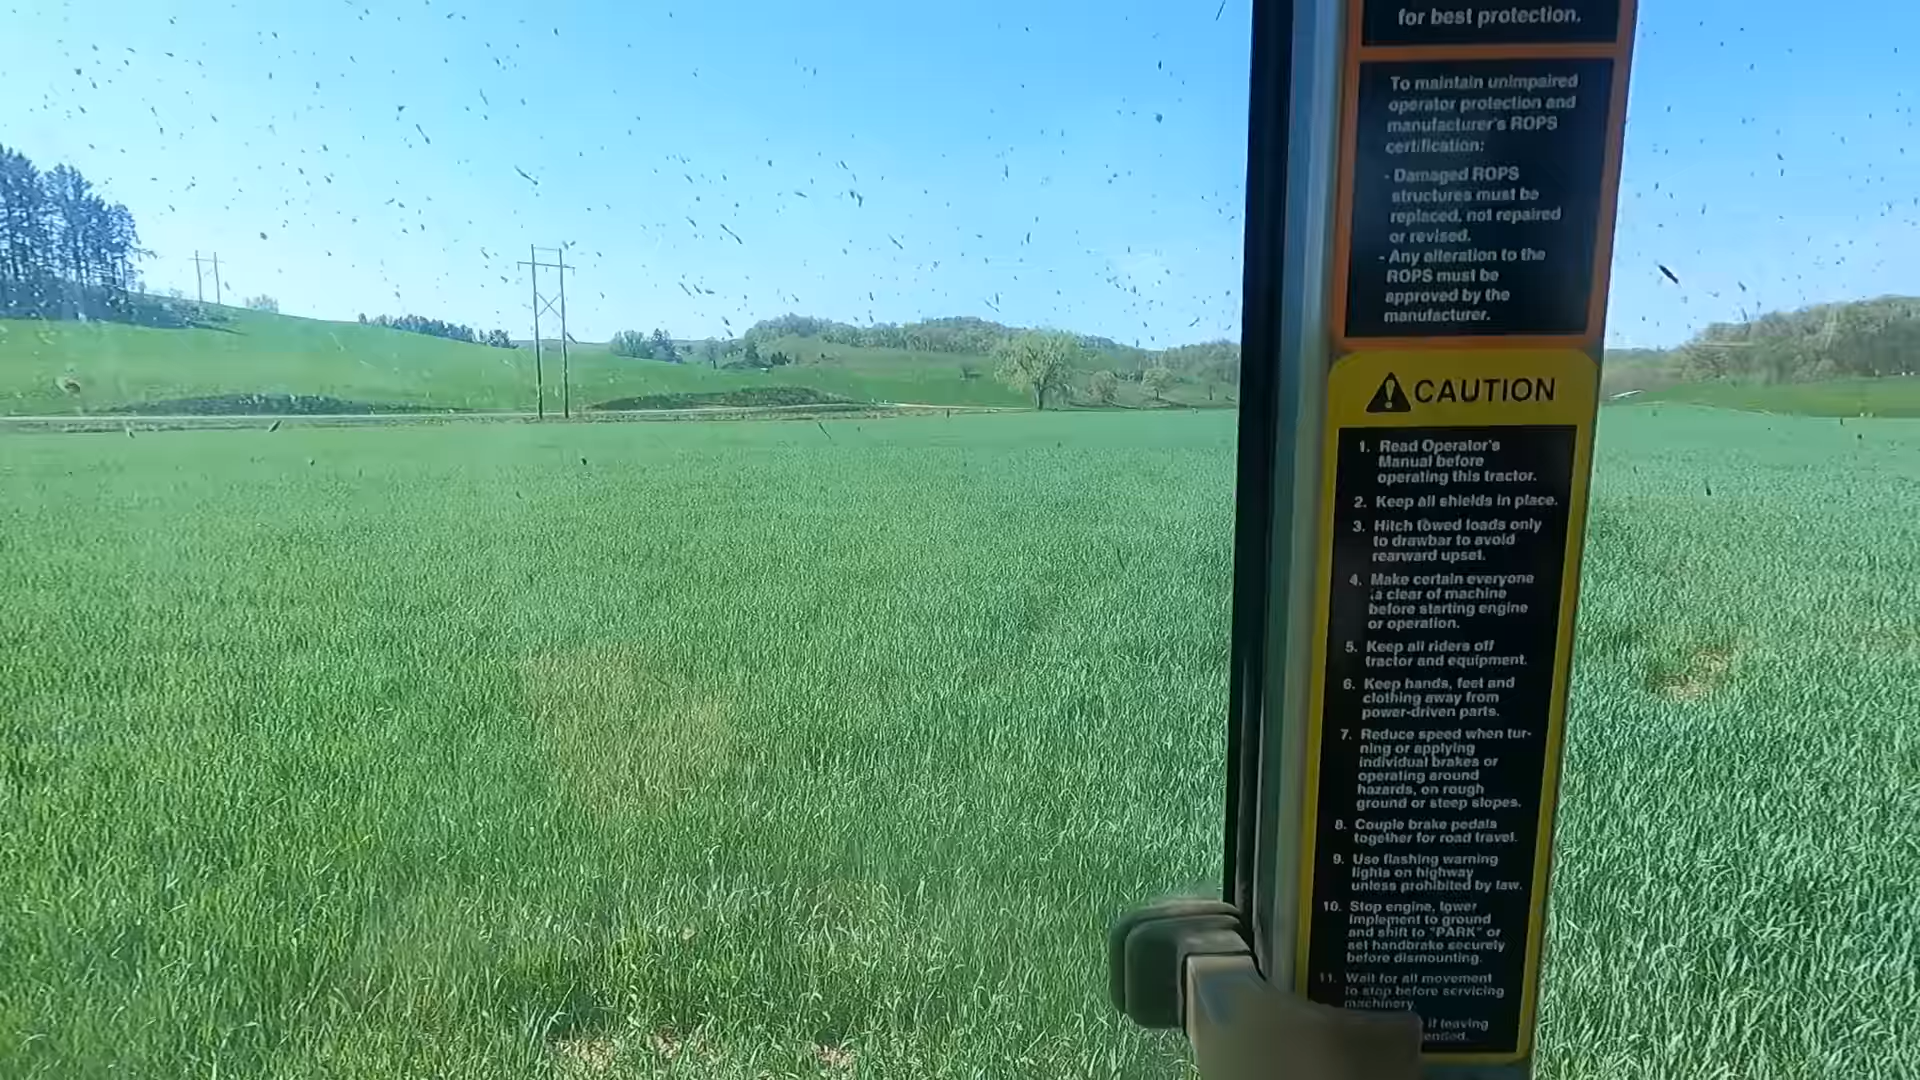 for best protection.
To maintain unimpaired
operator protection and
manufacturer's ROPS
certification:
- Damaged ROPS
structures must be
replaced, not repaired
or revised.
- Any alteration to the
ROPS must be
approved by the
manufacturer.
CAUTION
1. Read Operator's
Manual before
operating this tractor.
2. Keep all shields in place.
3. Hitch towed loads only
to drawbar to avoid
rearward upset.
4. Make certain everyone
is clear of machine
before starting engine
or operation.
5. Keep all riders off
tractor and equipment.
6. Keep hands, feet and
clothing away from
power-driven parts.
7. Reduce speed when tur-
ning or applying
individual brakes or
operating around
hazards, on rough
ground or steep slopes.
8. Couple brake pedals
together for road travel.
9. Use flashing warning
lights on highway
unless prohibited by law.
10. Stop engine, lower
implement to ground
and shift to "PARK" or
set handbrake securely
before dismounting.
11. Wait for all movement
to stop before servicing
machinery.
if leaving